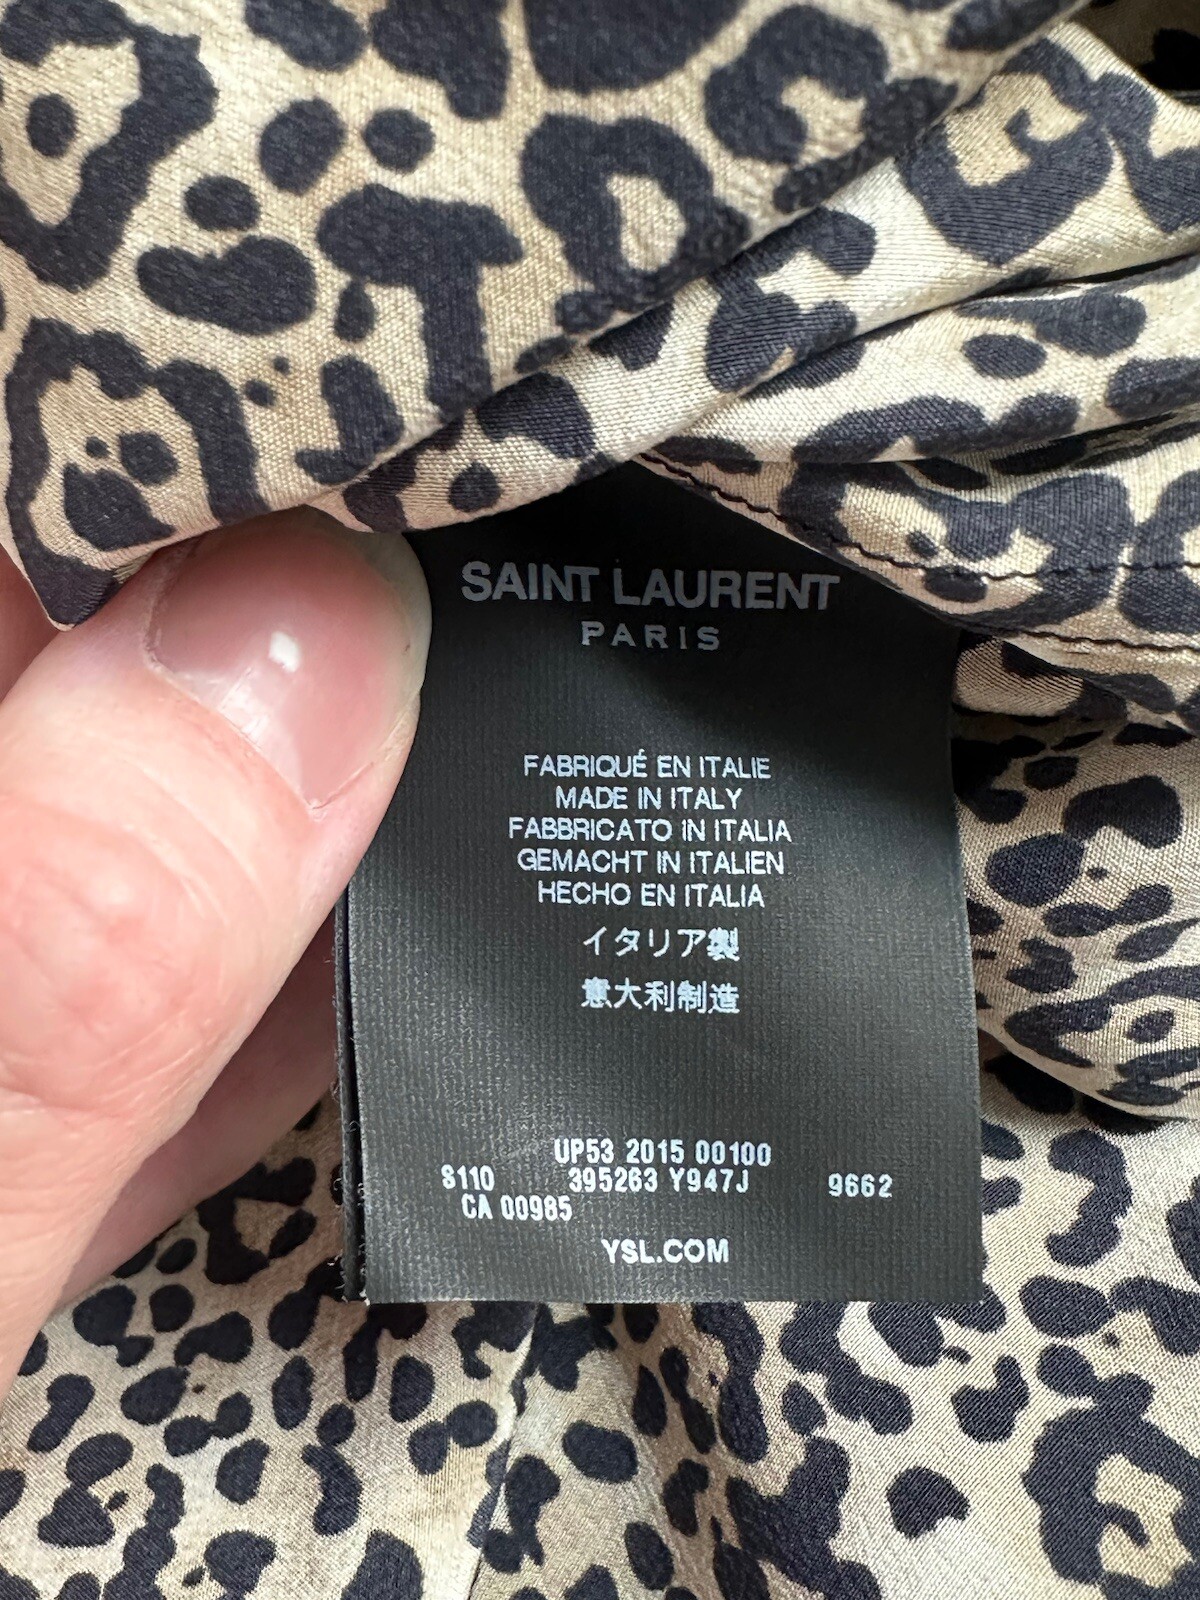 SAINT LAURENT
PARIS
FABRIQUÉ EN ITALIE
MADE IN ITALY
FABBRICATO IN ITALIA
GEMACHT IN ITALIEN
HECHO EN ITALIA
イタリア製
意大利制造
UP53 2015 00100
S110 395263 Y947J 9662
CA 00985
YSL.COM